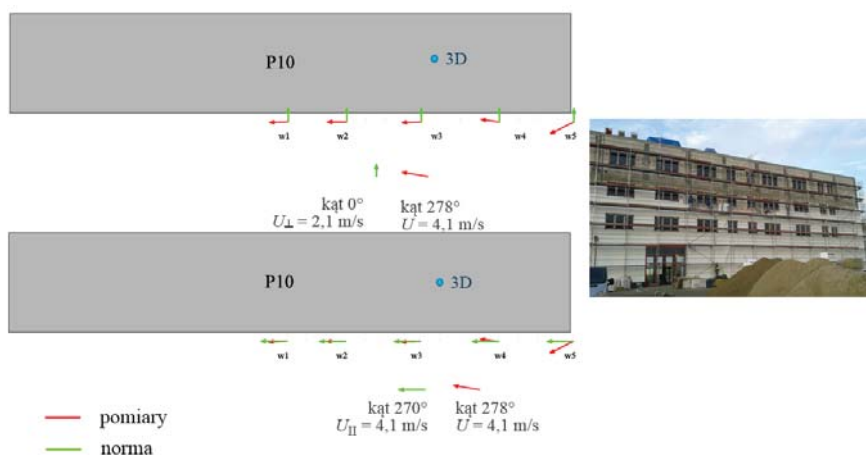 P10
3D
w1 w2 w3 w4 w5
kąt 0° kąt 278°
U⊥ = 2,1 m/s U = 4,1 m/s
P10
3D
w1 w2 w3 w4 w5
kąt 270° kąt 278°
UII = 4,1 m/s U = 4,1 m/s
pomiary
norma